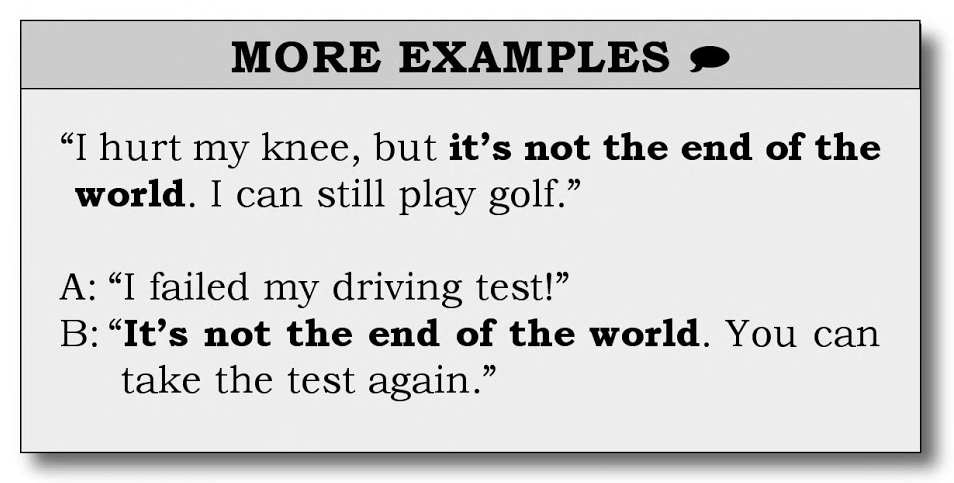 MORE EXAMPLES
“I hurt my knee, but it’s not the end of the
world. I can still play golf.”
A: “I failed my driving test!”
B: “It’s not the end of the world. You can
take the test again.”